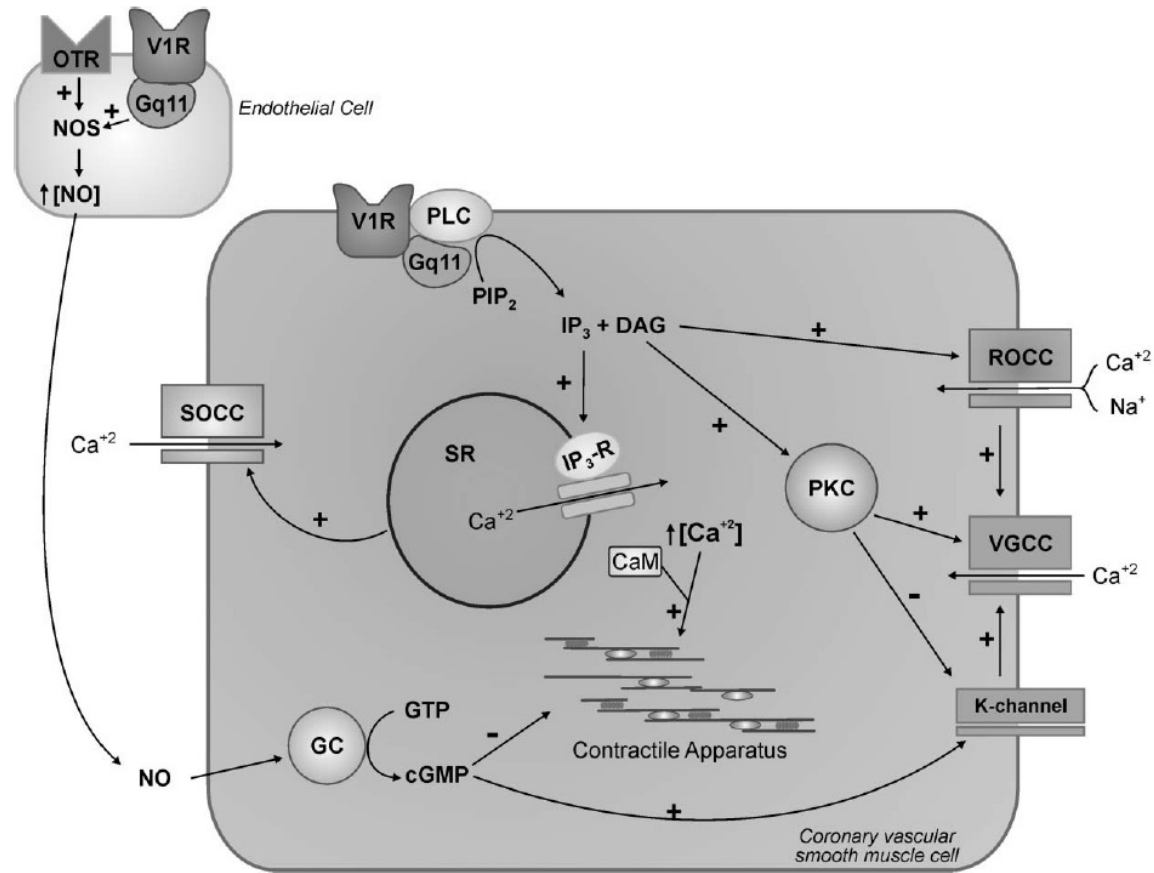 OTR
V1R
+
+
Gq11
NOS
Endothelial Cell
↑[NO]
V1R
PLC
Gq11
PIP₂
IP₃ + DAG
+
ROCC
Ca⁺²
Na⁺
+
+
+
SOCC
Ca⁺²
SR
IP₃-R
PKC
Ca⁺²
+
+
VGCC
↑[Ca⁺²]
CaM
Ca⁺²
-
+
+
GTP
K-channel
GC
-
Contractile Apparatus
NO
cGMP
+
Coronary vascular
smooth muscle cell